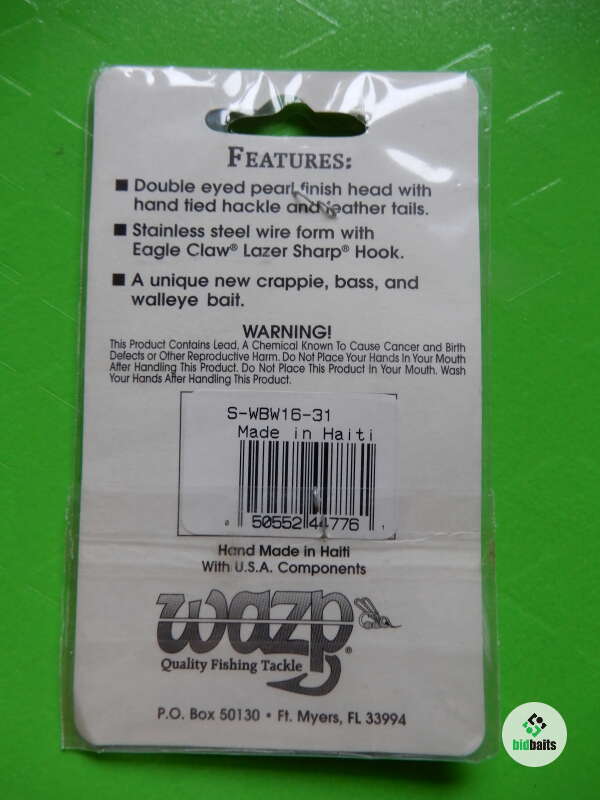 FEATURES:
■ Double eyed pearl finish head with
hand tied hackle and feather tails.
■ Stainless steel wire form with
Eagle Claw® Lazer Sharp® Hook.
■ A unique new crappie, bass, and
walleye bait.
WARNING!
This Product Contains Lead, A Chemical Known To Cause Cancer and Birth
Defects or Other Reproductive Harm. Do Not Place Your Hands In Your Mouth
After Handling This Product. Do Not Place This Product In Your Mouth. Wash
Your Hands After Handling This Product.
S-WBW16-31
Made in Haiti
0 50552 44776 1
Hand Made in Haiti
With U.S.A. Components
wazp®
Quality Fishing Tackle
P.O. Box 50130 • Ft. Myers, FL 33994
bidbaits